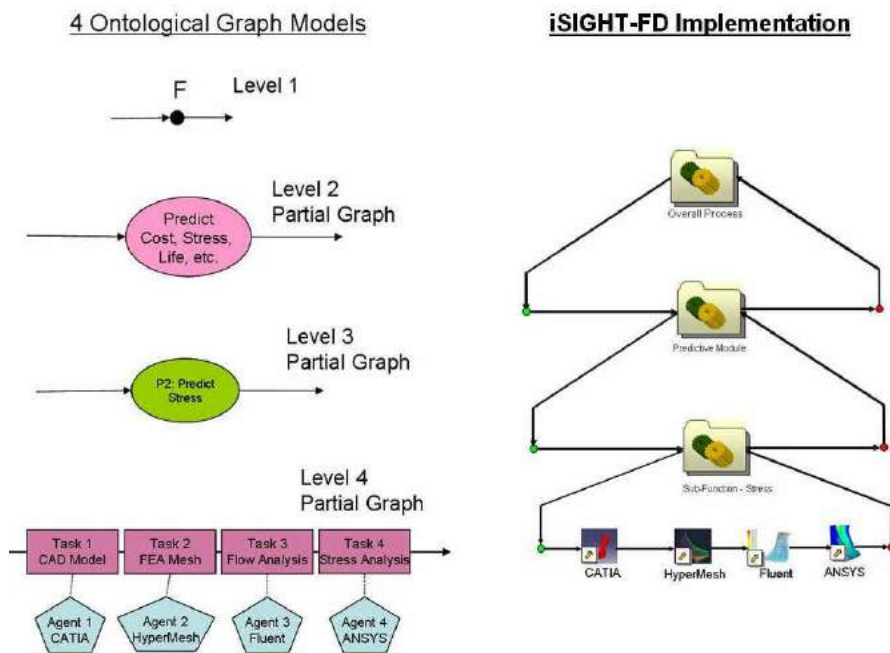 4 Ontological Graph Models
F
Level 1
Level 2
Partial Graph
Predict
Cost, Stress,
Life, etc.
Level 3
Partial Graph
P2: Predict
Stress
Level 4
Partial Graph
Task 1
CAD Model
Task 2
FEA Mesh
Task 3
Flow Analysis
Task 4
Stress Analysis
Agent 1
CATIA
Agent 2
HyperMesh
Agent 3
Fluent
Agent 4
ANSYS
iSIGHT-FD Implementation
Overall Process
Predictive Module
Sub-Function - Stress
CATIA
HyperMesh
Fluent
ANSYS